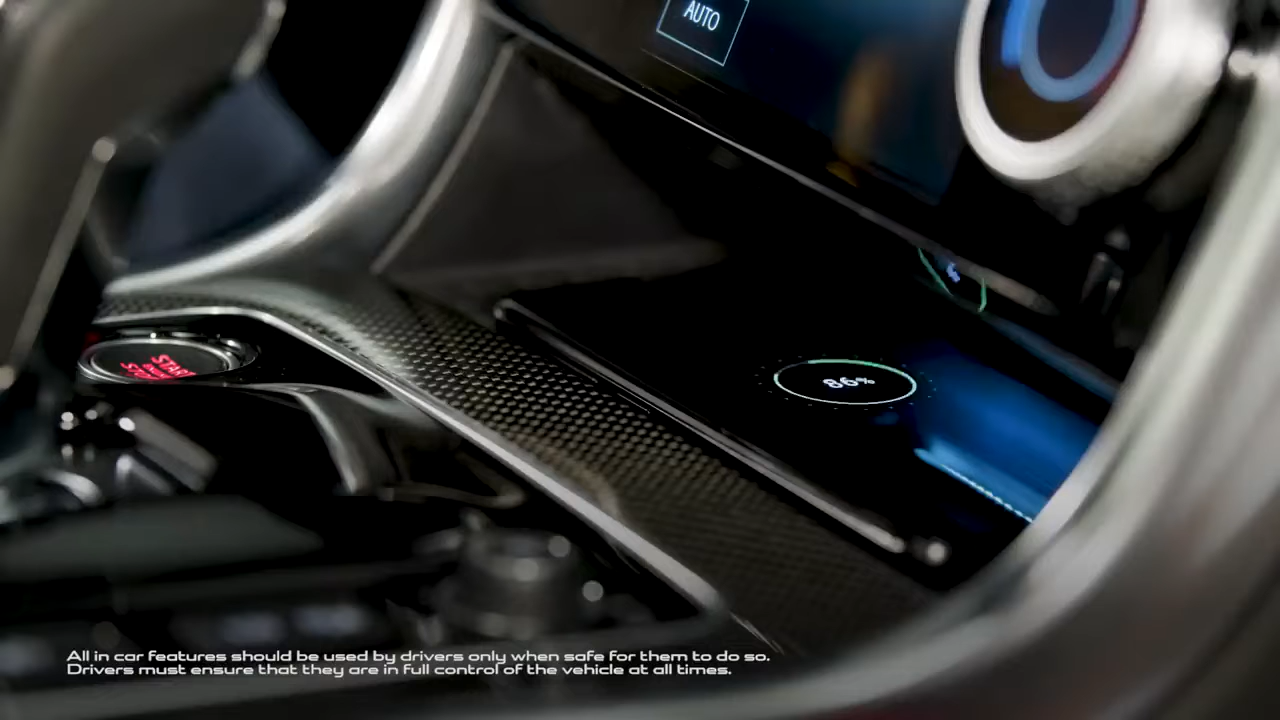 AUTO
86%
START
STOP
All in car features should be used by drivers only when safe for them to do so.
Drivers must ensure that they are in full control of the vehicle at all times.